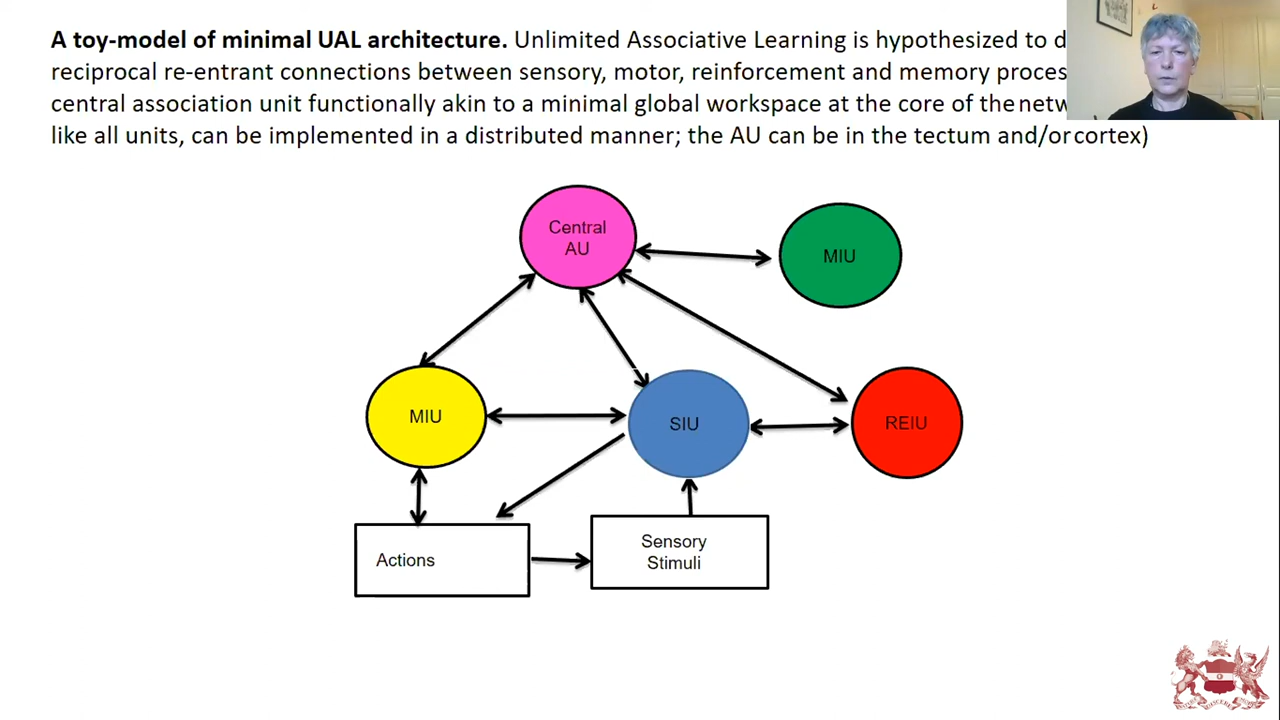 A toy-model of minimal UAL architecture. Unlimited Associative Learning is hypothesized to
reciprocal re-entrant connections between sensory, motor, reinforcement and memory
central association unit functionally akin to a minimal global workspace at the core of the
like all units, can be implemented in a distributed manner; the AU can be in the tectum and/or cortex)
Central
AU
MIU
MIU
SIU
REIU
Sensory
Stimuli
Actions